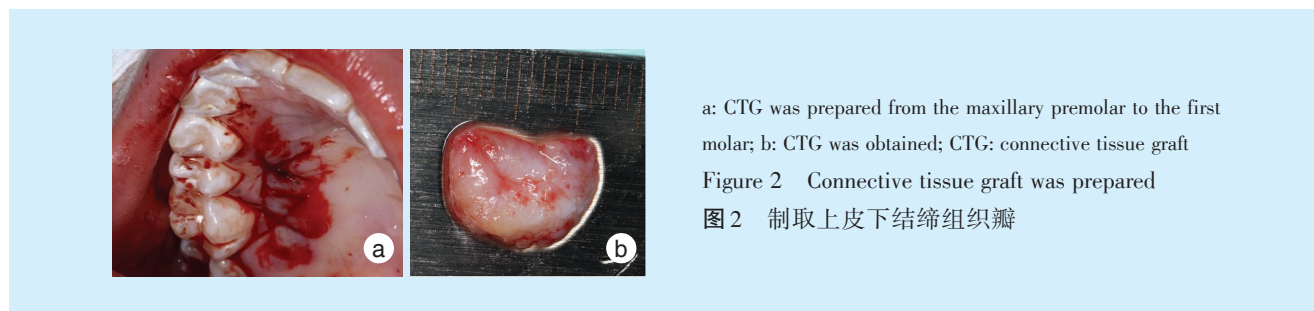 a
b
a: CTG was prepared from the maxillary premolar to the first
molar; b: CTG was obtained; CTG: connective tissue graft
Figure 2 Connective tissue graft was prepared
图2 制取上皮下结缔组织瓣